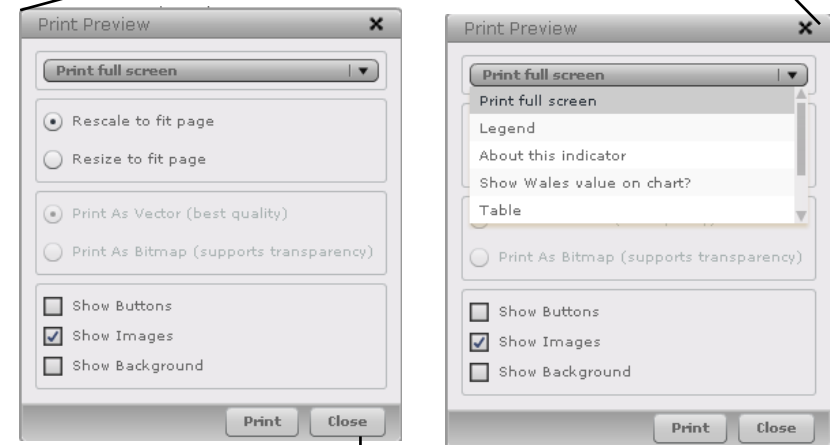 Print Preview
Print full screen
Rescale to fit page
Resize to fit page
Print As Vector (best quality)
Print As Bitmap (supports transparency)
Show Buttons
Show Images
Show Background
Print
Close
Print Preview
Print full screen
Print full screen
Legend
About this indicator
Show Wales value on chart?
Table
Print As Bitmap (supports transparency)
Show Buttons
Show Images
Show Background
Print
Close